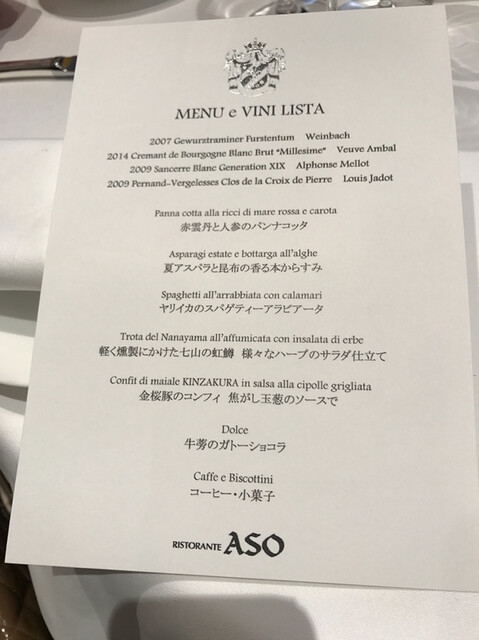 MENU e VINI LISTA
2007 Gewurztraminer Furstentum Weinbach
2014 Cremant de Bourgogne Blanc Brut "Millesime" Veuve Ambal
2009 Sancerre Blanc Generation XIX Alphonse Mellot
2009 Pernand-Vergelesses Clos de la Croix de Pierre Louis Jadot
Panna cotta alla ricci di mare rossa e carota
赤雲丹と人参のパンナコッタ
Asparagi estate e bottarga all'alghe
夏アスパラと昆布の香る本からすみ
Spaghetti all'arrabbiata con calamari
ヤリイカのスパゲティーアラビアータ
Trota del Nanayama all'affumicata con insalata di erbe
軽く燻製にかけた七山の虹鱒 様々なハーブのサラダ仕立て
Confit di maiale KINZAKURA in salsa alla cipolle grigliata
金桜豚のコンフィ 焦がし玉葱のソースで
Dolce
牛蒡のガトーショコラ
Caffe e Biscottini
コーヒー・小菓子
RISTORANTE ASO